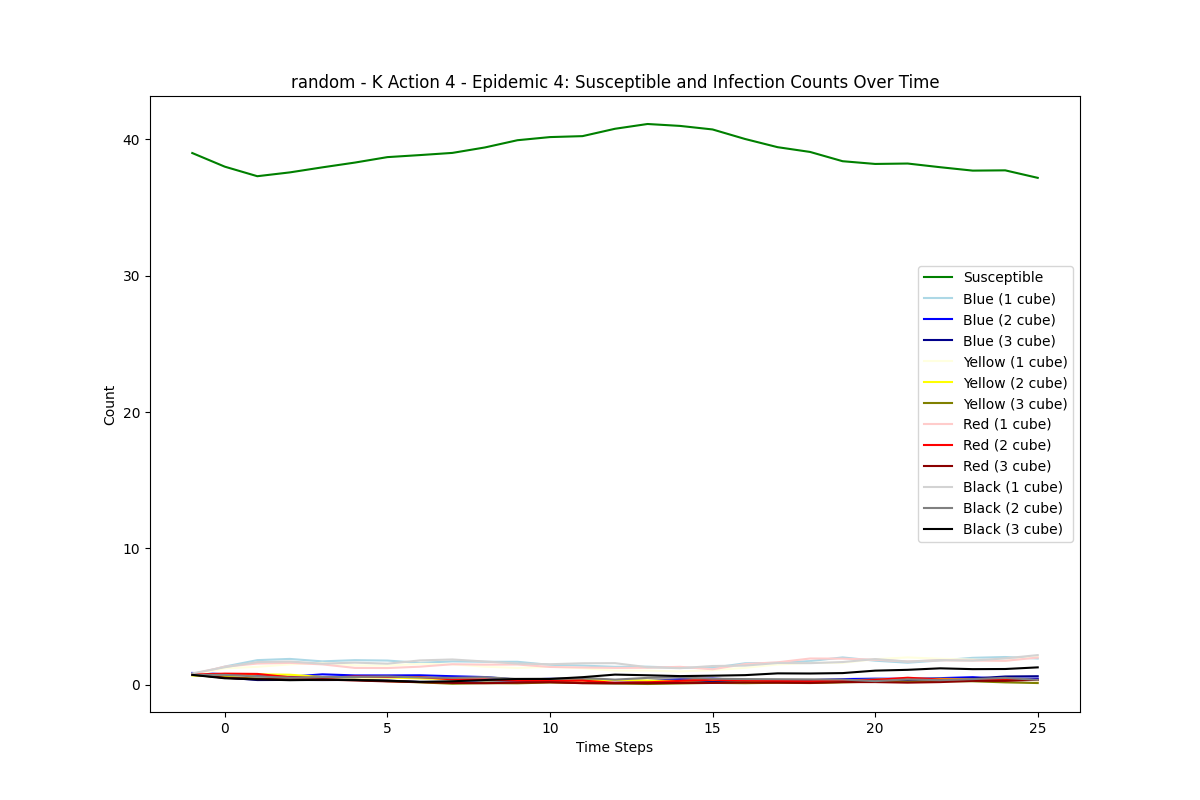 random - K Action 4 - Epidemic 4: Susceptible and Infection Counts Over Time
40
30
20
10
0
Count
Susceptible
Blue (1 cube)
Blue (2 cube)
Blue (3 cube)
Yellow (1 cube)
Yellow (2 cube)
Yellow (3 cube)
Red (1 cube)
Red (2 cube)
Red (3 cube)
Black (1 cube)
Black (2 cube)
Black (3 cube)
0 5 10 15 20 25
Time Steps